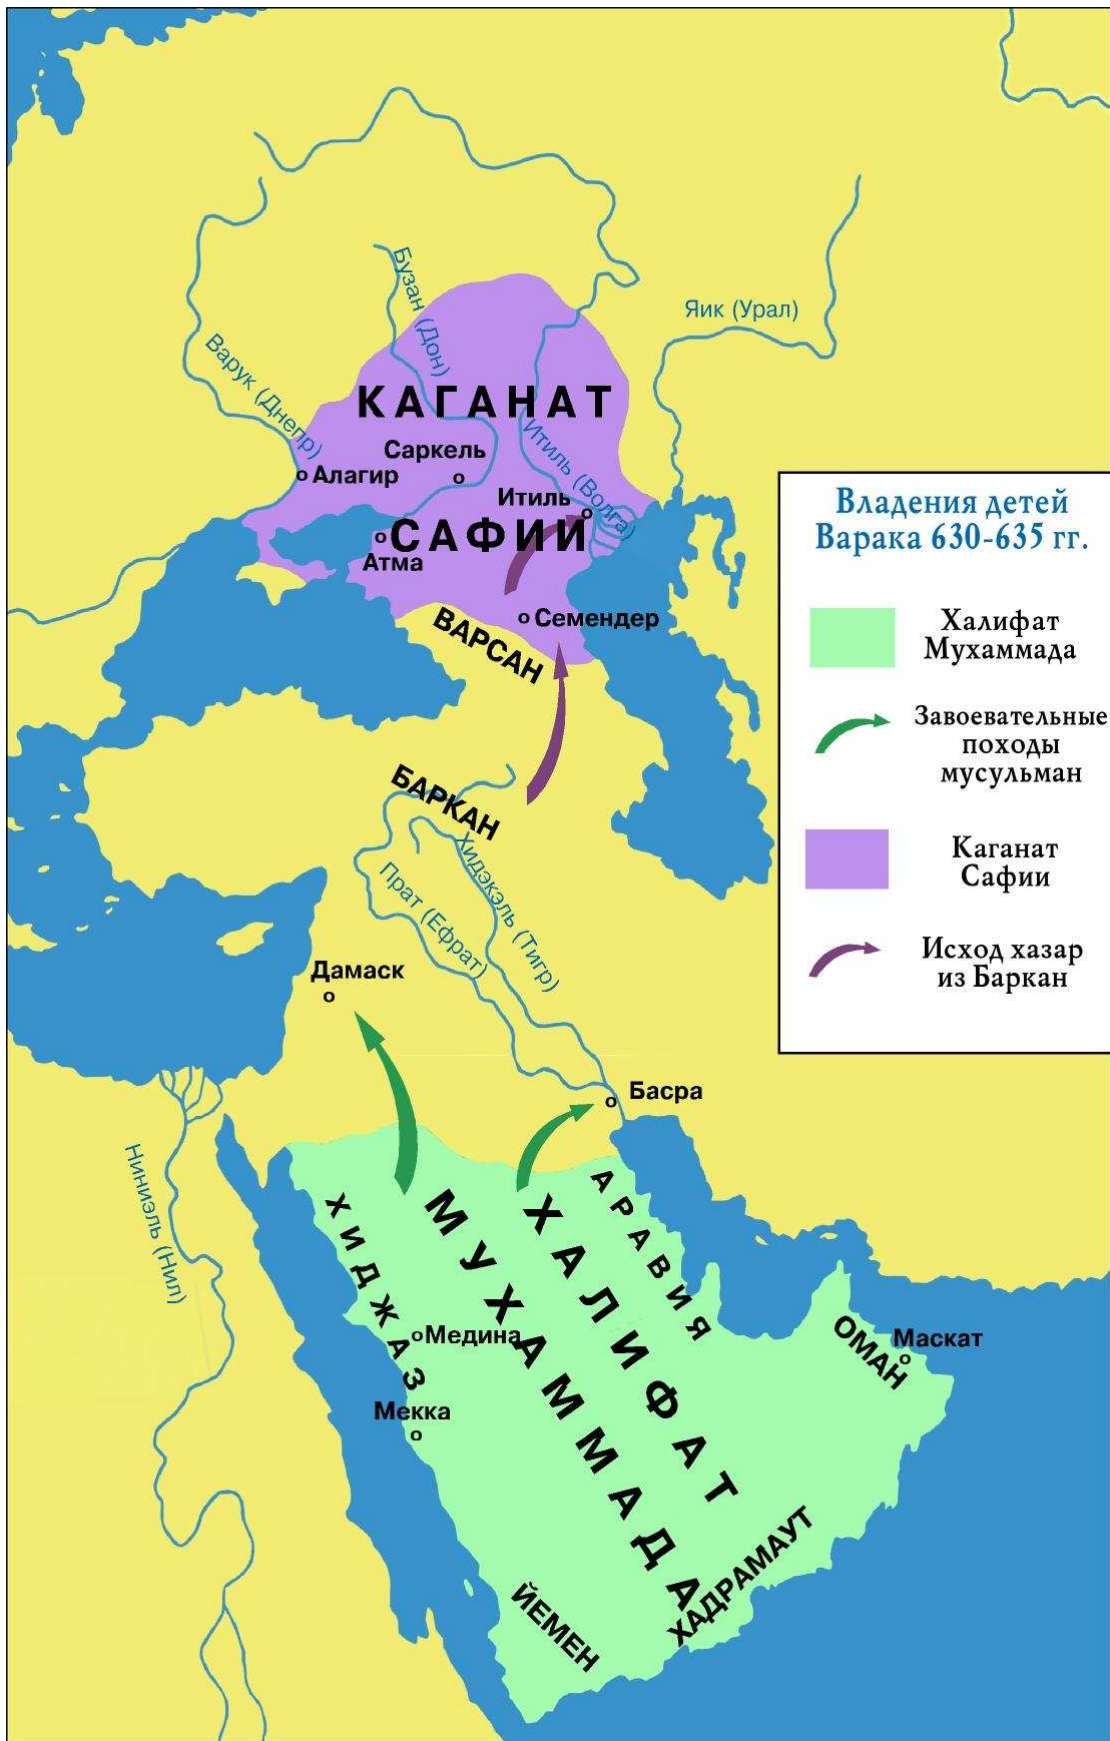 Бузан (Дон)
Яик (Урал)
Варук (Днепр)
КАГАНАТ
Итиль (Волга)
Саркель
Алагир
Итиль
САФИИ
Атма
Семендер
ВАРСАН
БАРКАН
Хидэкэль (Тигр)
Прат (Ефрат)
Дамаск
Басра
Ниниэль (Нил)
ХИДЖАЗ
МУХАММАДА
ХАЛИФАТ
АРАВИЯ
Медина
ОМАН
Маскат
Мекка
ХАДРАМАУТ
ЙЕМЕН
Владения детей
Варака 630-635 гг.
Халифат
Мухаммада
Завоевательные
походы
мусульман
Каганат
Сафии
Исход хазар
из Баркан